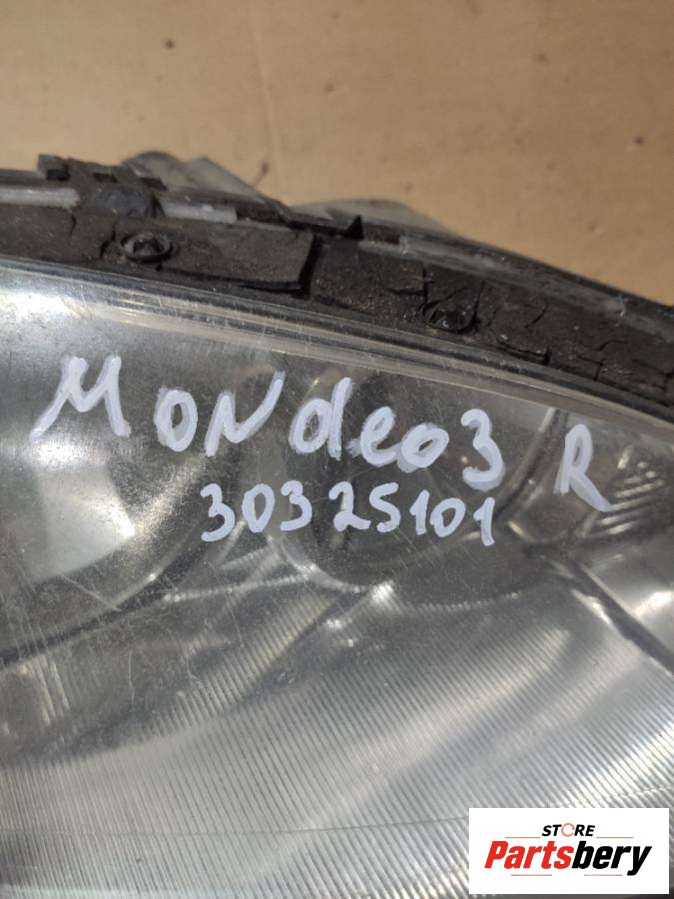 MONdeo3 R
30325101
STORE
Partsbery